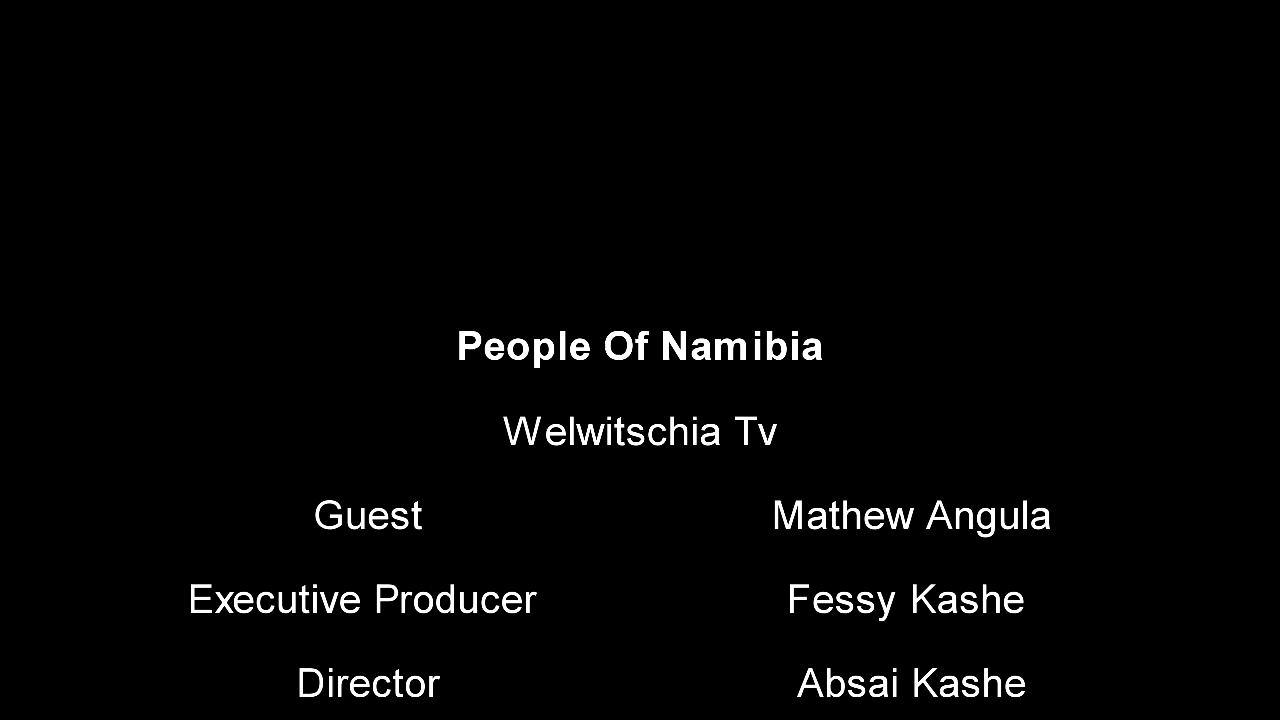 People Of Namibia
Welwitschia Tv
Guest Mathew Angula
Executive Producer Fessy Kashe
Director Absai Kashe